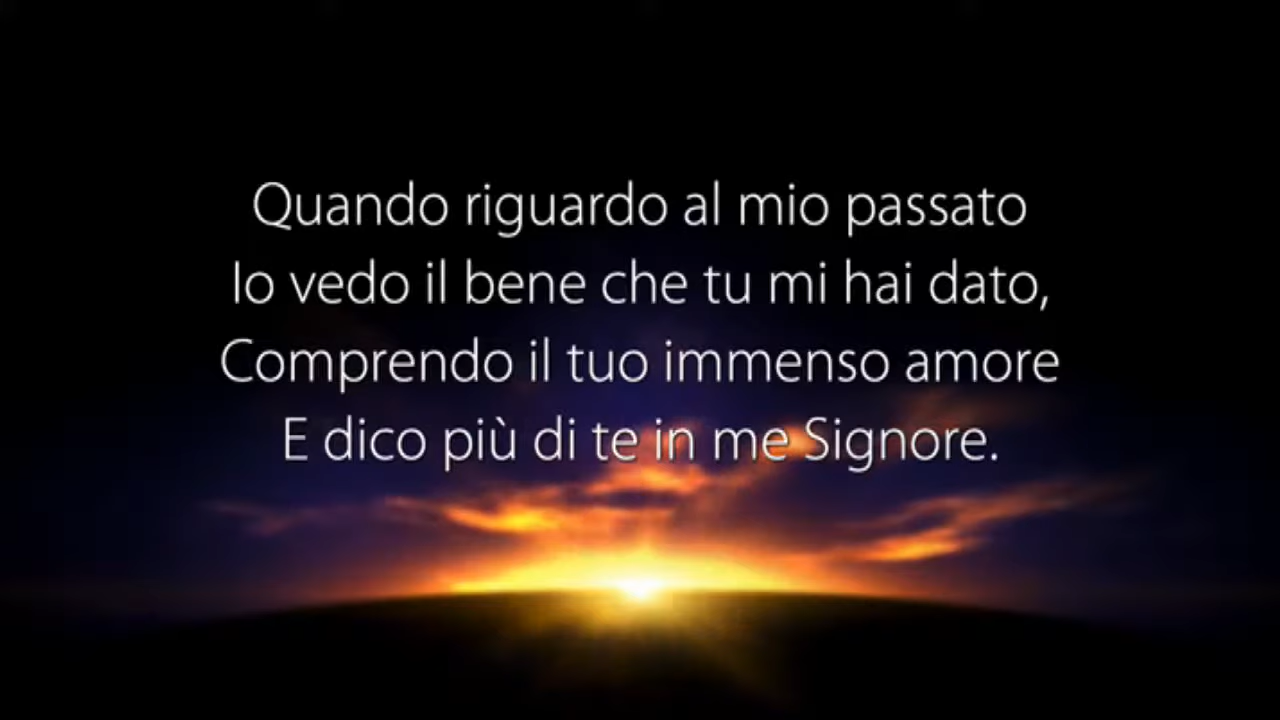 Quando riguardo al mio passato
Io vedo il bene che tu mi hai dato,
Comprendo il tuo immenso amore
E dico più di te in me Signore.